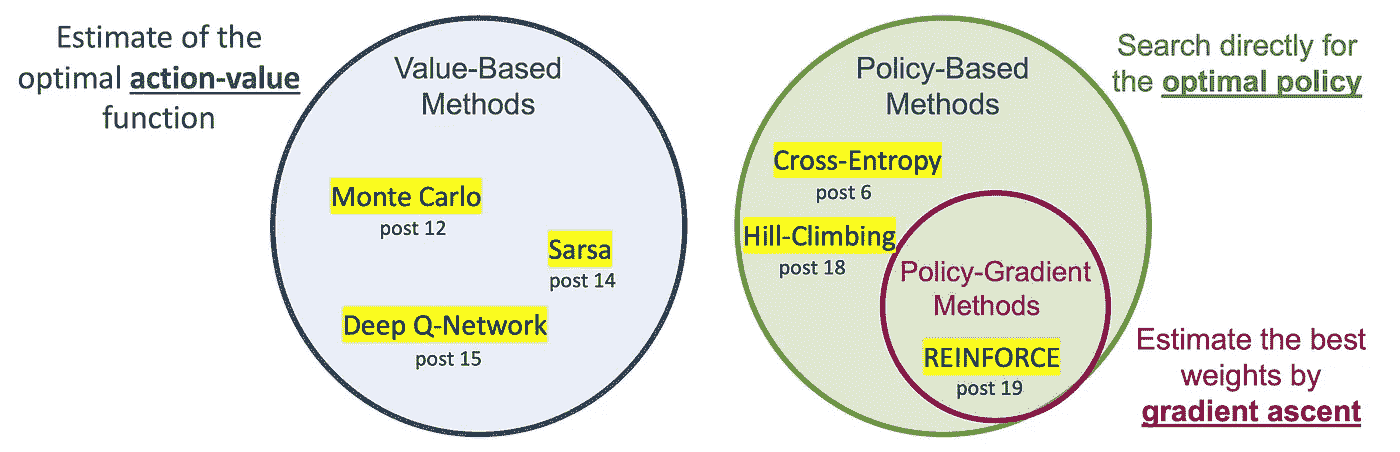 Estimate of the
optimal action-value
function
Value-Based
Methods
Monte Carlo
post 12
Sarsa
post 14
Deep Q-Network
post 15
Policy-Based
Methods
Cross-Entropy
post 6
Hill-Climbing
post 18
Policy-Gradient
Methods
REINFORCE
post 19
Search directly for
the optimal policy
Estimate the best
weights by
gradient ascent